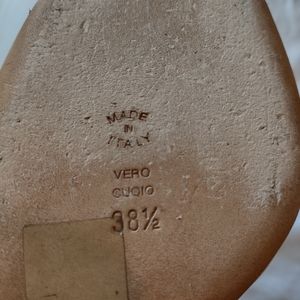 MADE
IN
ITALY
VERO
CUOIO
38½